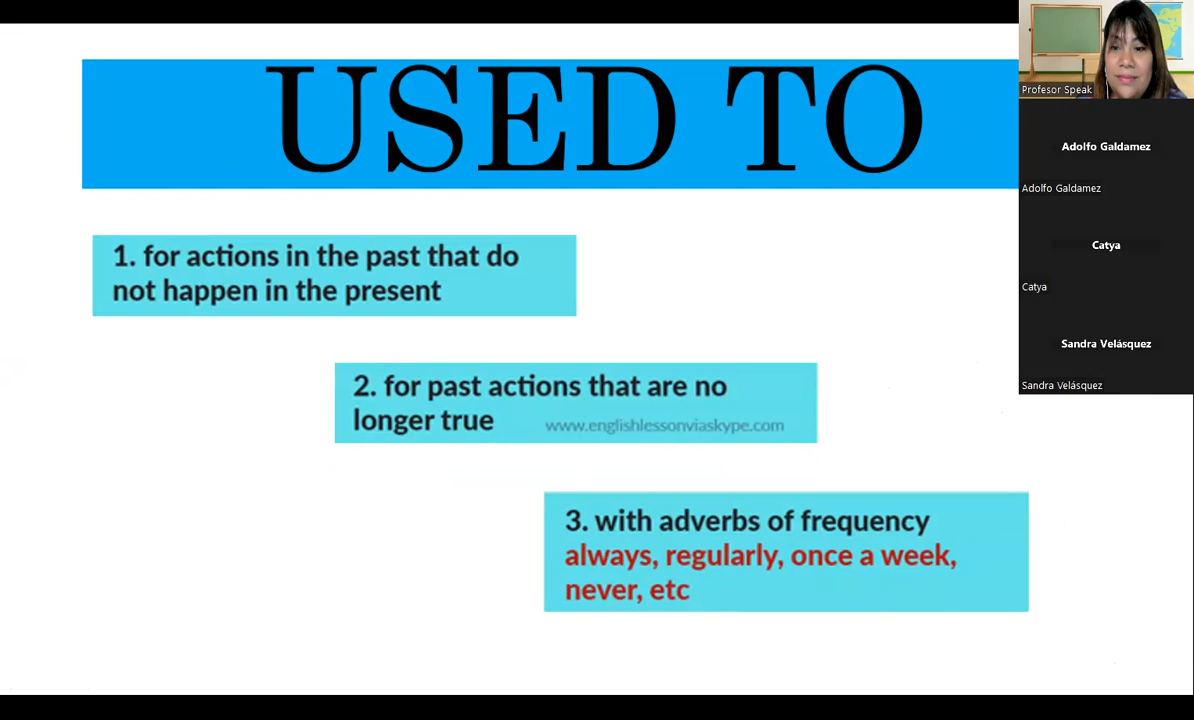 USED TO
1. for actions in the past that do
not happen in the present
2. for past actions that are no
longer true
www.englishlessonviaskype.com
3. with adverbs of frequency
always, regularly, once a week,
never, etc
Profesor Speak
Adolfo Galdamez
Adolfo Galdamez
Catya
Catya
Sandra Velásquez
Sandra Velásquez